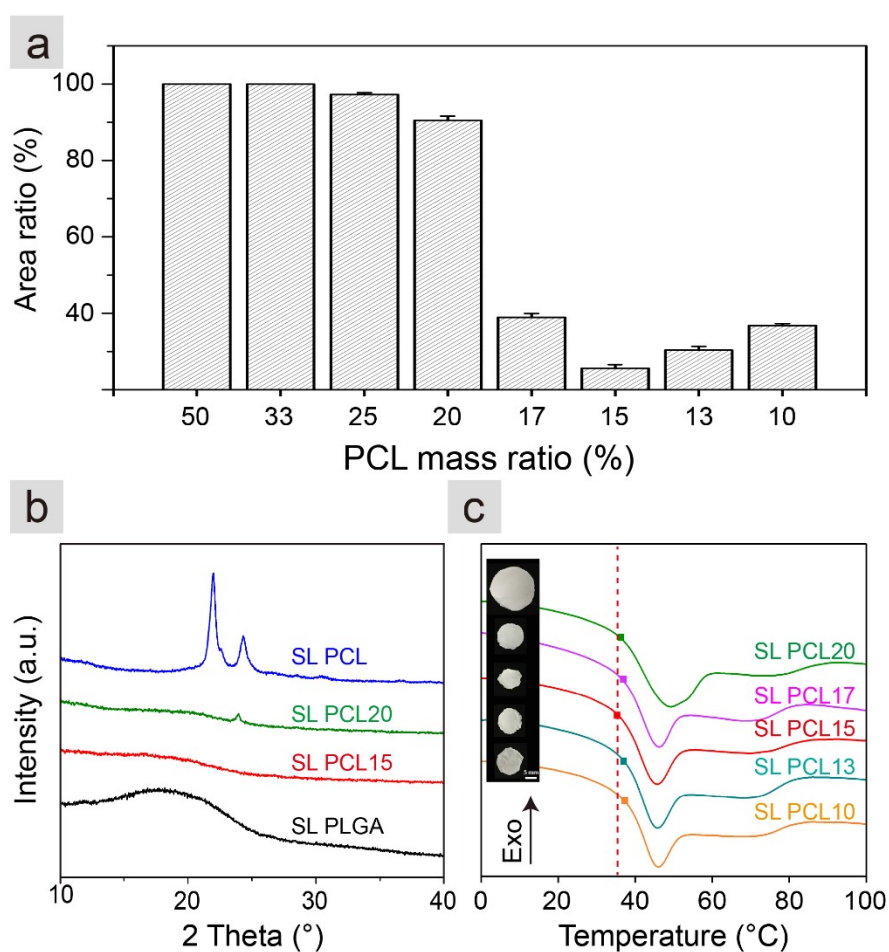 a
100
80
60
40
Area ratio (%)
50 33 25 20 17 15 13 10
PCL mass ratio (%)
b
SL PCL
SL PCL20
SL PCL15
SL PLGA
Intensity (a.u.)
10 20 30 40
2 Theta (°)
c
SL PCL20
SL PCL17
SL PCL15
SL PCL13
SL PCL10
5 mm
Exo
0 20 40 60 80 100
Temperature (°C)